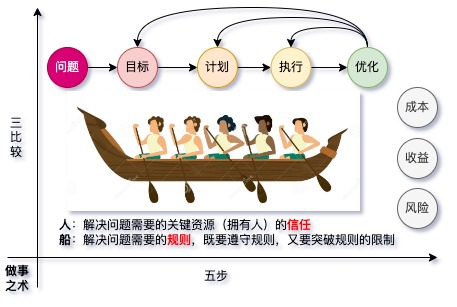 问题
目标
计划
执行
优化
三比较
成本
收益
风险
人：解决问题需要的关键资源（拥有人）的信任
船：解决问题需要的规则，既要遵守规则，又要突破规则的限制
做事
之术
五步